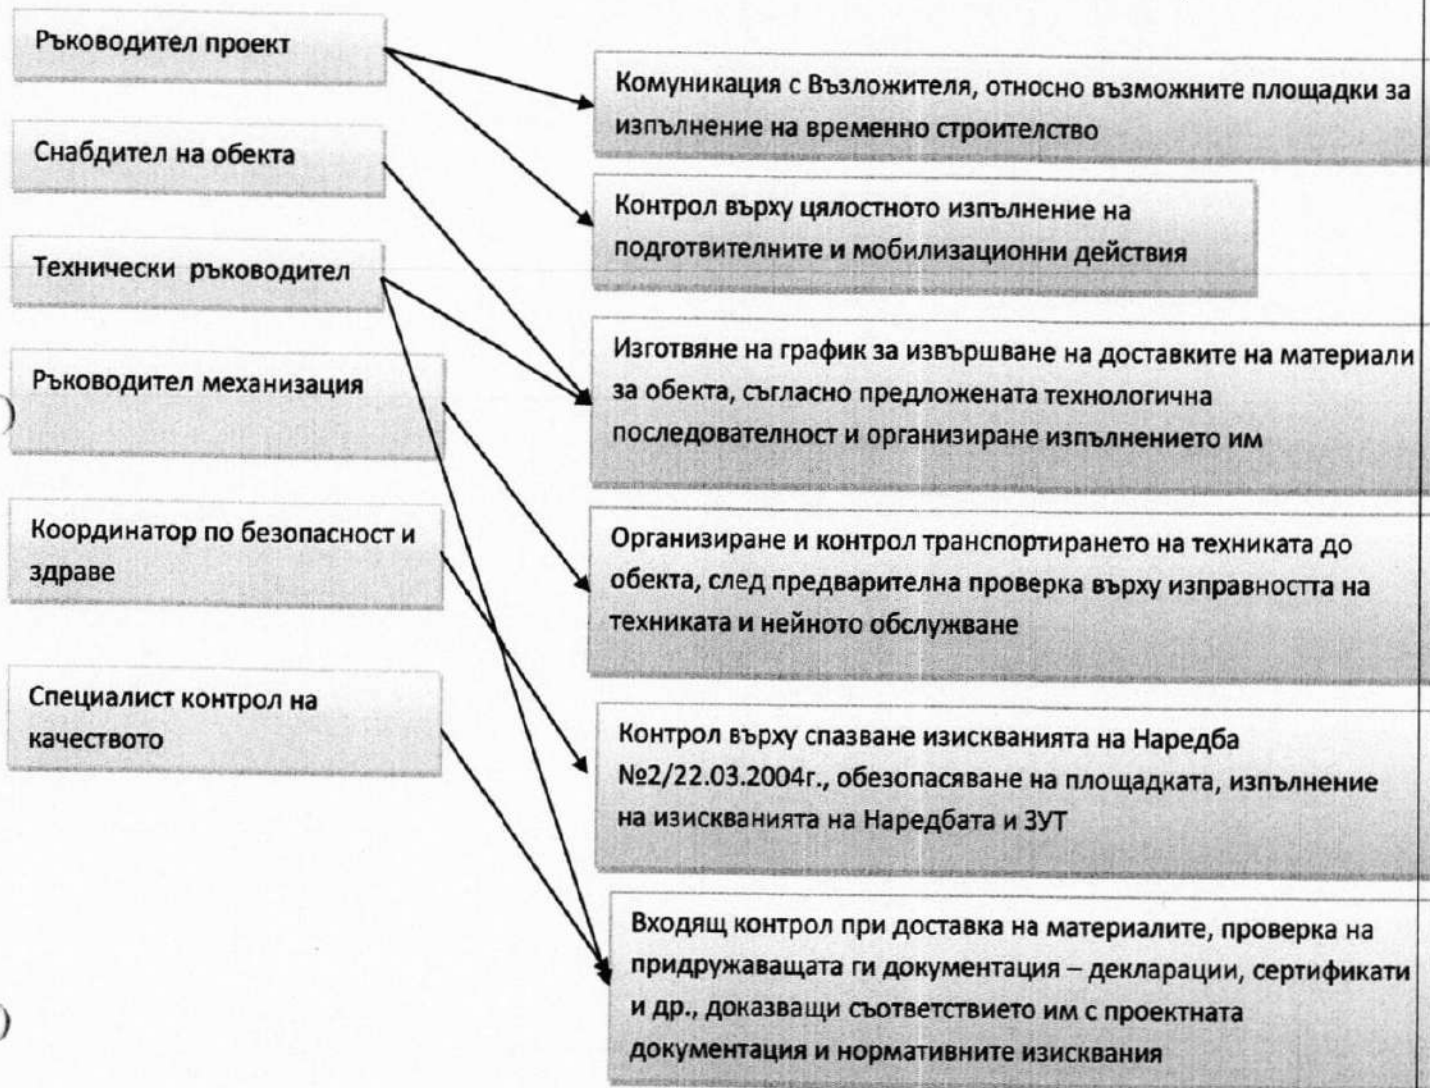 Ръководител проект
Снабдител на обекта
Технически ръководител
Ръководител механизация
Координатор по безопасност и
здраве
Специалист контрол на
качеството
Комуникация с Възложителя, относно възможните площадки за
изпълнение на временно строителство
Контрол върху цялостното изпълнение на
подготвителните и мобилизационни действия
Изготвяне на график за извършване на доставките на материали
за обекта, съгласно предложената технологична
последователност и организиране изпълнението им
Организиране и контрол транспортирането на техниката до
обекта, след предварителна проверка върху изправността на
техниката и нейното обслужване
Контрол върху спазване изискванията на Наредба
№2/22.03.2004г., обезопасяване на площадката, изпълнение
на изискванията на Наредбата и ЗУТ
Входящ контрол при доставка на материалите, проверка на
придружаващата ги документация – декларации, сертификати
и др., доказващи съответствието им с проектната
документация и нормативните изисквания